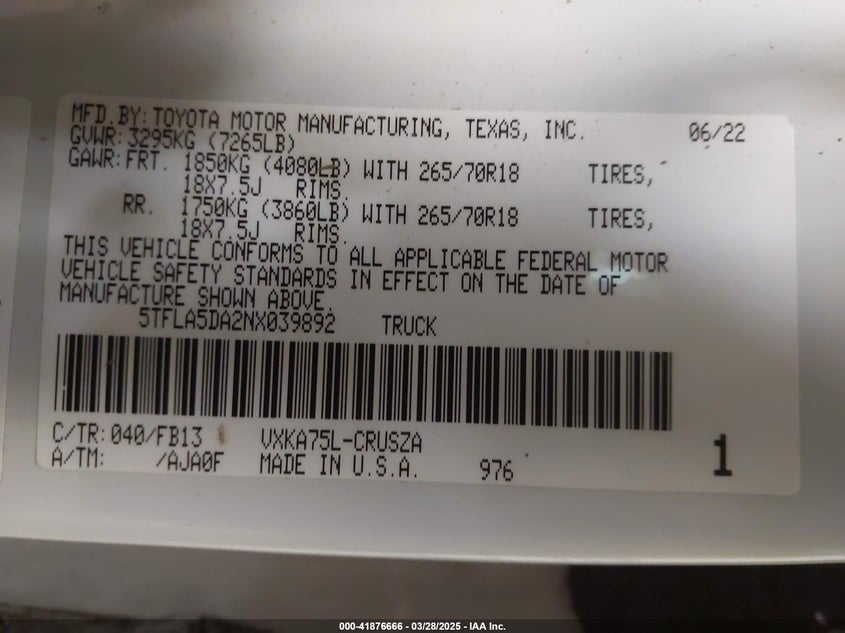 MFD.BY:TOYOTA MOTOR MANUFACTURING, TEXAS, INC. 06/22
GVWR:3295KG (7265LB)
GAWR:FRT. 1850KG (4080LB) WITH 265/70R18 TIRES,
18X7.5J RIMS.
RR. 1750KG (3860LB) WITH 265/70R18 TIRES,
18X7.5J RIMS.
THIS VEHICLE CONFORMS TO ALL APPLICABLE FEDERAL MOTOR
VEHICLE SAFETY STANDARDS IN EFFECT ON THE DATE OF
MANUFACTURE SHOWN ABOVE.
5TFLA5DA2NX039892 TRUCK
C/TR:040/FB13 VXKA75L-CRUSZA
A/TM: /AJA0F MADE IN U.S.A. 976 1
000-41876666 | 03/28/2025 - IAA Inc.